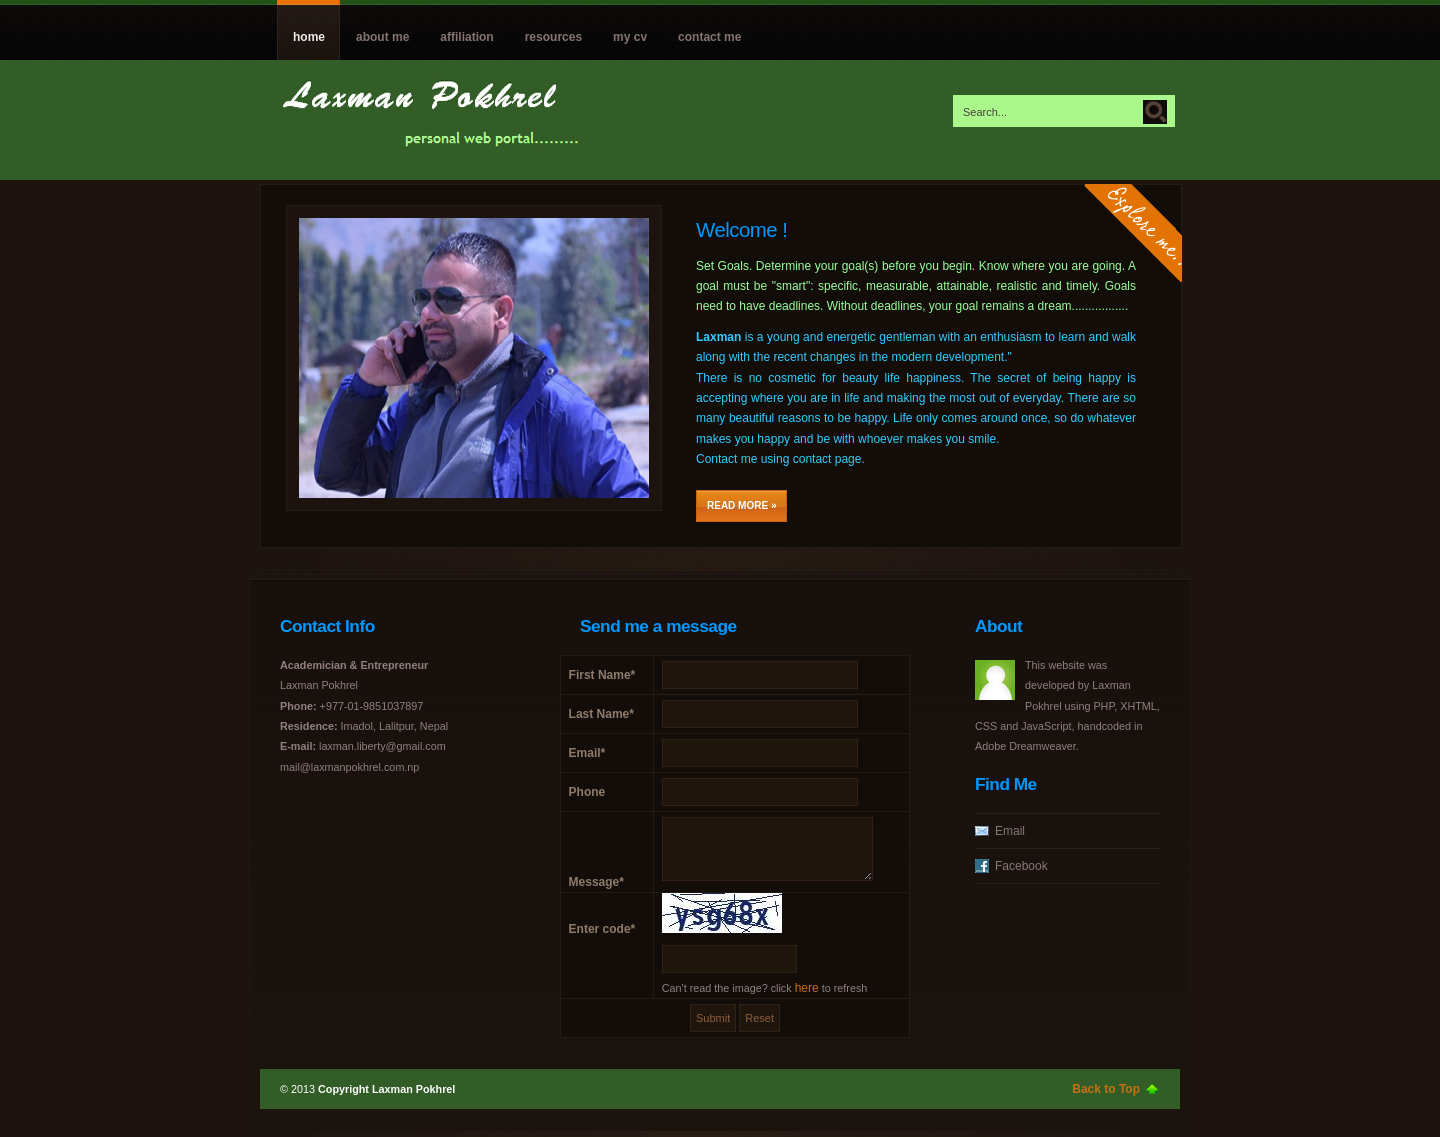 home
about me
affiliation
resources
my cv
contact me
Laxman Pokhrel
personal web portal.........
Search...
Explore me..
Welcome !
Set Goals. Determine your goal(s) before you begin. Know where you are going. A
goal must be "smart": specific, measurable, attainable, realistic and timely. Goals
need to have deadlines. Without deadlines, your goal remains a dream.................
Laxman is a young and energetic gentleman with an enthusiasm to learn and walk
along with the recent changes in the modern development."
There is no cosmetic for beauty life happiness. The secret of being happy is
accepting where you are in life and making the most out of everyday. There are so
many beautiful reasons to be happy. Life only comes around once, so do whatever
makes you happy and be with whoever makes you smile.
Contact me using contact page.
READ MORE »
Contact Info
Academician & Entrepreneur
Laxman Pokhrel
Phone: +977-01-9851037897
Residence: Imadol, Lalitpur, Nepal
E-mail: laxman.liberty@gmail.com
mail@laxmanpokhrel.com.np
Send me a message
First Name*
Last Name*
Email*
Phone
Message*
Enter code*
ysg68x
Can't read the image? click here to refresh
Submit
Reset
About
This website was
developed by Laxman
Pokhrel using PHP, XHTML,
CSS and JavaScript, handcoded in
Adobe Dreamweaver.
Find Me
Email
Facebook
© 2013 Copyright Laxman Pokhrel
Back to Top